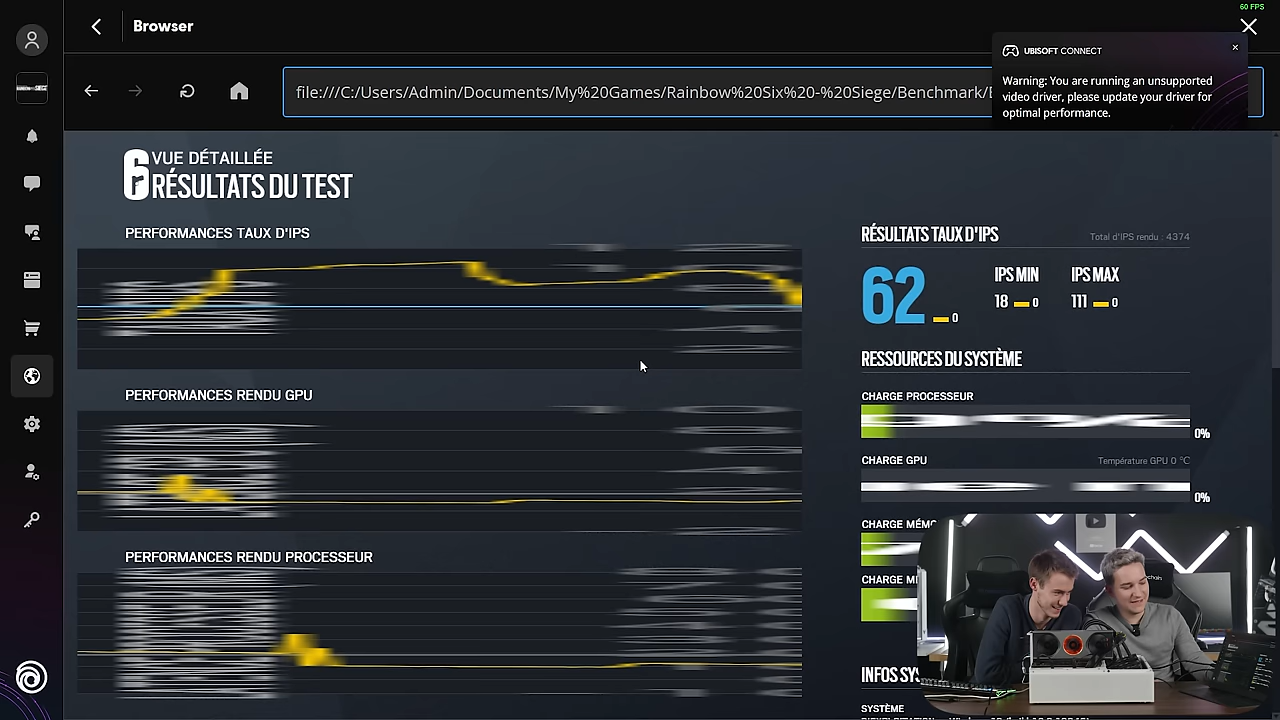 60 FPS
Browser
UBISOFT CONNECT
Warning: You are running an unsupported
video driver, please update your driver for
optimal performance.
file:///C:/Users/Admin/Documents/My%20Games/Rainbow%20Six%20-%20Siege/Benchmark/
VUE DÉTAILLÉE
RÉSULTATS DU TEST
PERFORMANCES TAUX D'IPS
RÉSULTATS TAUX D'IPS
Total d'IPS rendu : 4374
62
0
IPS MIN
18 0
IPS MAX
111 0
RESSOURCES DU SYSTÈME
CHARGE PROCESSEUR
0%
PERFORMANCES RENDU GPU
CHARGE GPU
Température GPU 0 °C
0%
CHARGE
PERFORMANCES RENDU PROCESSEUR
CHARGE
INFOS
SYSTÈME